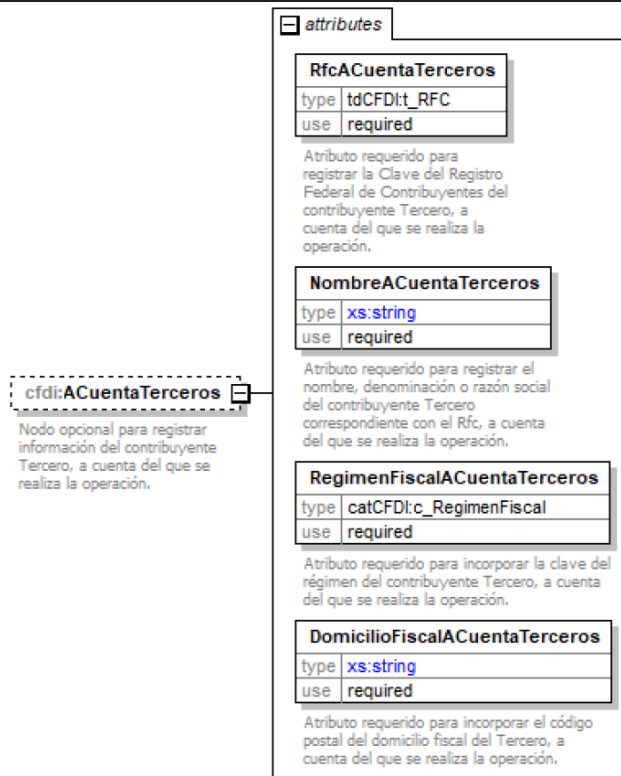 attributes
RfcACuentaTerceros
type tdCFDI:t_RFC
use required
Atributo requerido para
registrar la Clave del Registro
Federal de Contribuyentes del
contribuyente Tercero, a
cuenta del que se realiza la
operación.
NombreACuentaTerceros
type xs:string
use required
Atributo requerido para registrar el
nombre, denominación o razón social
del contribuyente Tercero
correspondiente con el Rfc, a cuenta
del que se realiza la operación.
cfdi:ACuentaTerceros
Nodo opcional para registrar
información del contribuyente
Tercero, a cuenta del que se
realiza la operación.
RegimenFiscalACuentaTerceros
type catCFDI:c_RegimenFiscal
use required
Atributo requerido para incorporar la clave del
régimen del contribuyente Tercero, a cuenta
del que se realiza la operación.
DomicilioFiscalACuentaTerceros
type xs:string
use required
Atributo requerido para incorporar el código
postal del domicilio fiscal del Tercero, a
cuenta del que se realiza la operación.